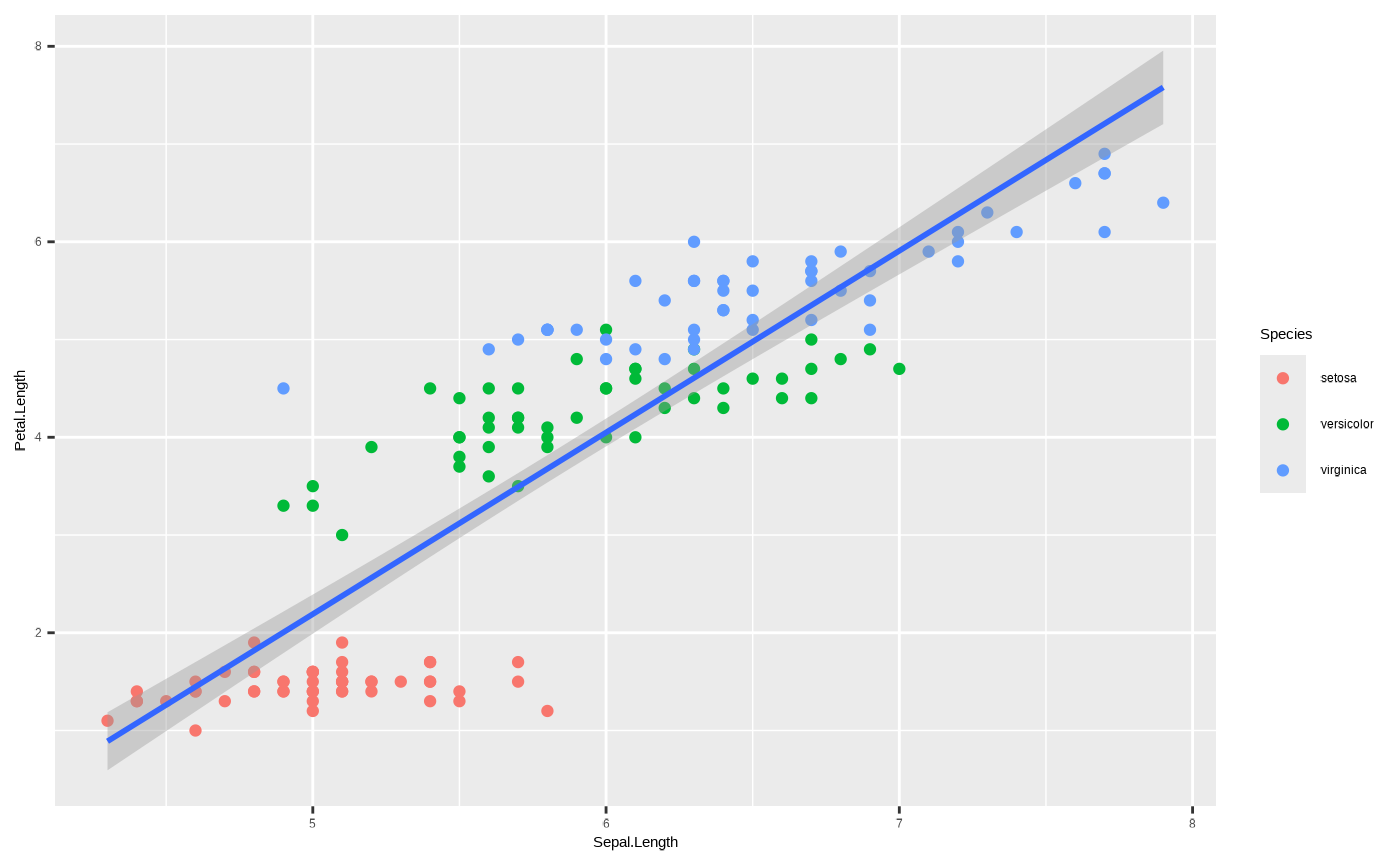 8
6
4
2
Petal.Length
5 6 7 8
Sepal.Length
Species
setosa
versicolor
virginica